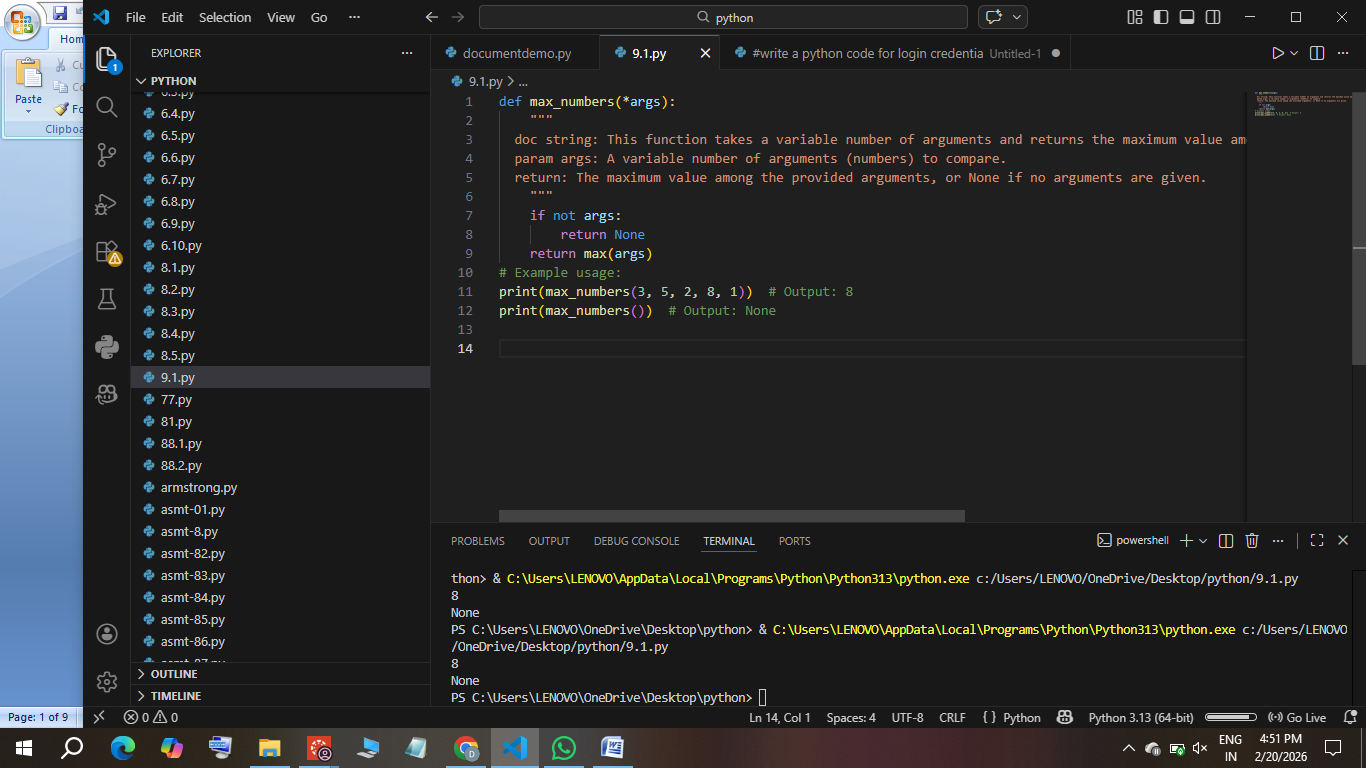 File Edit Selection View Go ··· python
Hom
Cu
Co
Paste
Fo
Clipboa
Page: 1 of 9
1
EXPLORER ···
PYTHON
6.3.py
6.4.py
6.5.py
6.6.py
6.7.py
6.8.py
6.9.py
6.10.py
8.1.py
8.2.py
8.3.py
8.4.py
8.5.py
9.1.py
77.py
81.py
88.1.py
88.2.py
armstrong.py
asmt-01.py
asmt-8.py
asmt-82.py
asmt-83.py
asmt-84.py
asmt-85.py
asmt-86.py
asmt-87.py
OUTLINE
TIMELINE
documentdemo.py 9.1.py #write a python code for login credentia Untitled-1
9.1.py > ...
1 def max_numbers(*args):
2 """
3 doc string: This function takes a variable number of arguments and returns the maximum value am
4 param args: A variable number of arguments (numbers) to compare.
5 return: The maximum value among the provided arguments, or None if no arguments are given.
6 """
7 if not args:
8 return None
9 return max(args)
10 # Example usage:
11 print(max_numbers(3, 5, 2, 8, 1)) # Output: 8
12 print(max_numbers()) # Output: None
13
14
PROBLEMS OUTPUT DEBUG CONSOLE TERMINAL PORTS powershell
thon> & C:\Users\LENOVO\AppData\Local\Programs\Python\Python313\python.exe c:/Users/LENOVO/OneDrive/Desktop/python/9.1.py
8
None
PS C:\Users\LENOVO\OneDrive\Desktop\python> & C:\Users\LENOVO\AppData\Local\Programs\Python\Python313\python.exe c:/Users/LENOVO
/OneDrive/Desktop/python/9.1.py
8
None
PS C:\Users\LENOVO\OneDrive\Desktop\python>
0 0 Ln 14, Col 1 Spaces: 4 UTF-8 CRLF { } Python Python 3.13 (64-bit) Go Live
ENG
IN
4:51 PM
2/20/2026